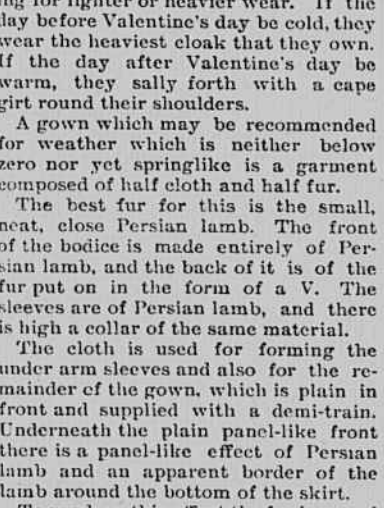 ing for lighter or heavier wear. If the
day before Valentine's day be cold, they
wear the heaviest cloak that they own.
If the day after Valentine's day be
warm, they sally forth with a cape
girt round their shoulders.
A gown which may be recommended
for weather which is neither below
zero nor yet springlike is a garment
composed of half cloth and half fur.
The best fur for this is the small,
neat, close Persian lamb. The front
of the bodice is made entirely of Per-
sian lamb, and the back of it is of the
fur put on in the form of a V. The
sleeves are of Persian lamb, and there
is high a collar of the same material.
The cloth is used for forming the
under arm sleeves and also for the re-
mainder of the gown, which is plain in
front and supplied with a demi-train.
Underneath the plain panel-like front
there is a panel-like effect of Persian
lamb and an apparent border of the
lamb around the bottom of the skirt.